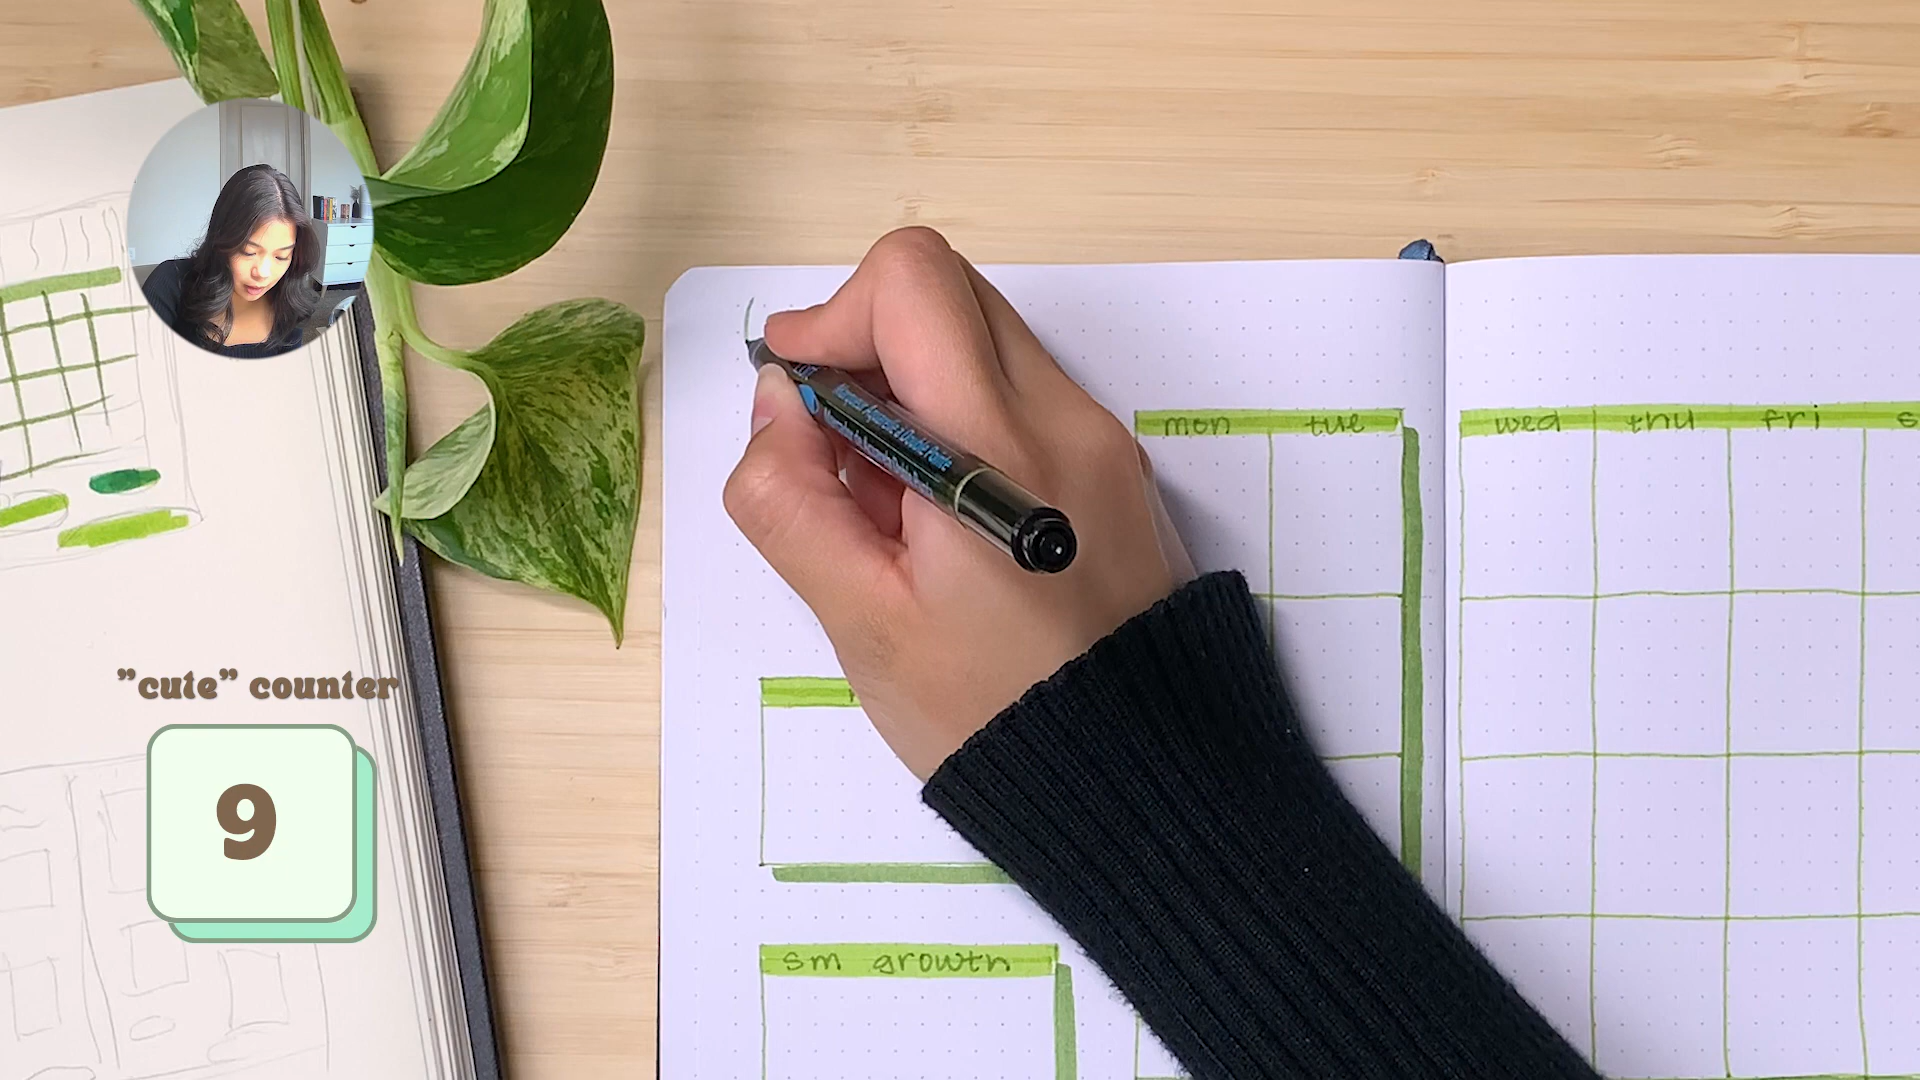 mon tue
wed thu fri s
"cute" counter
9
sm growth